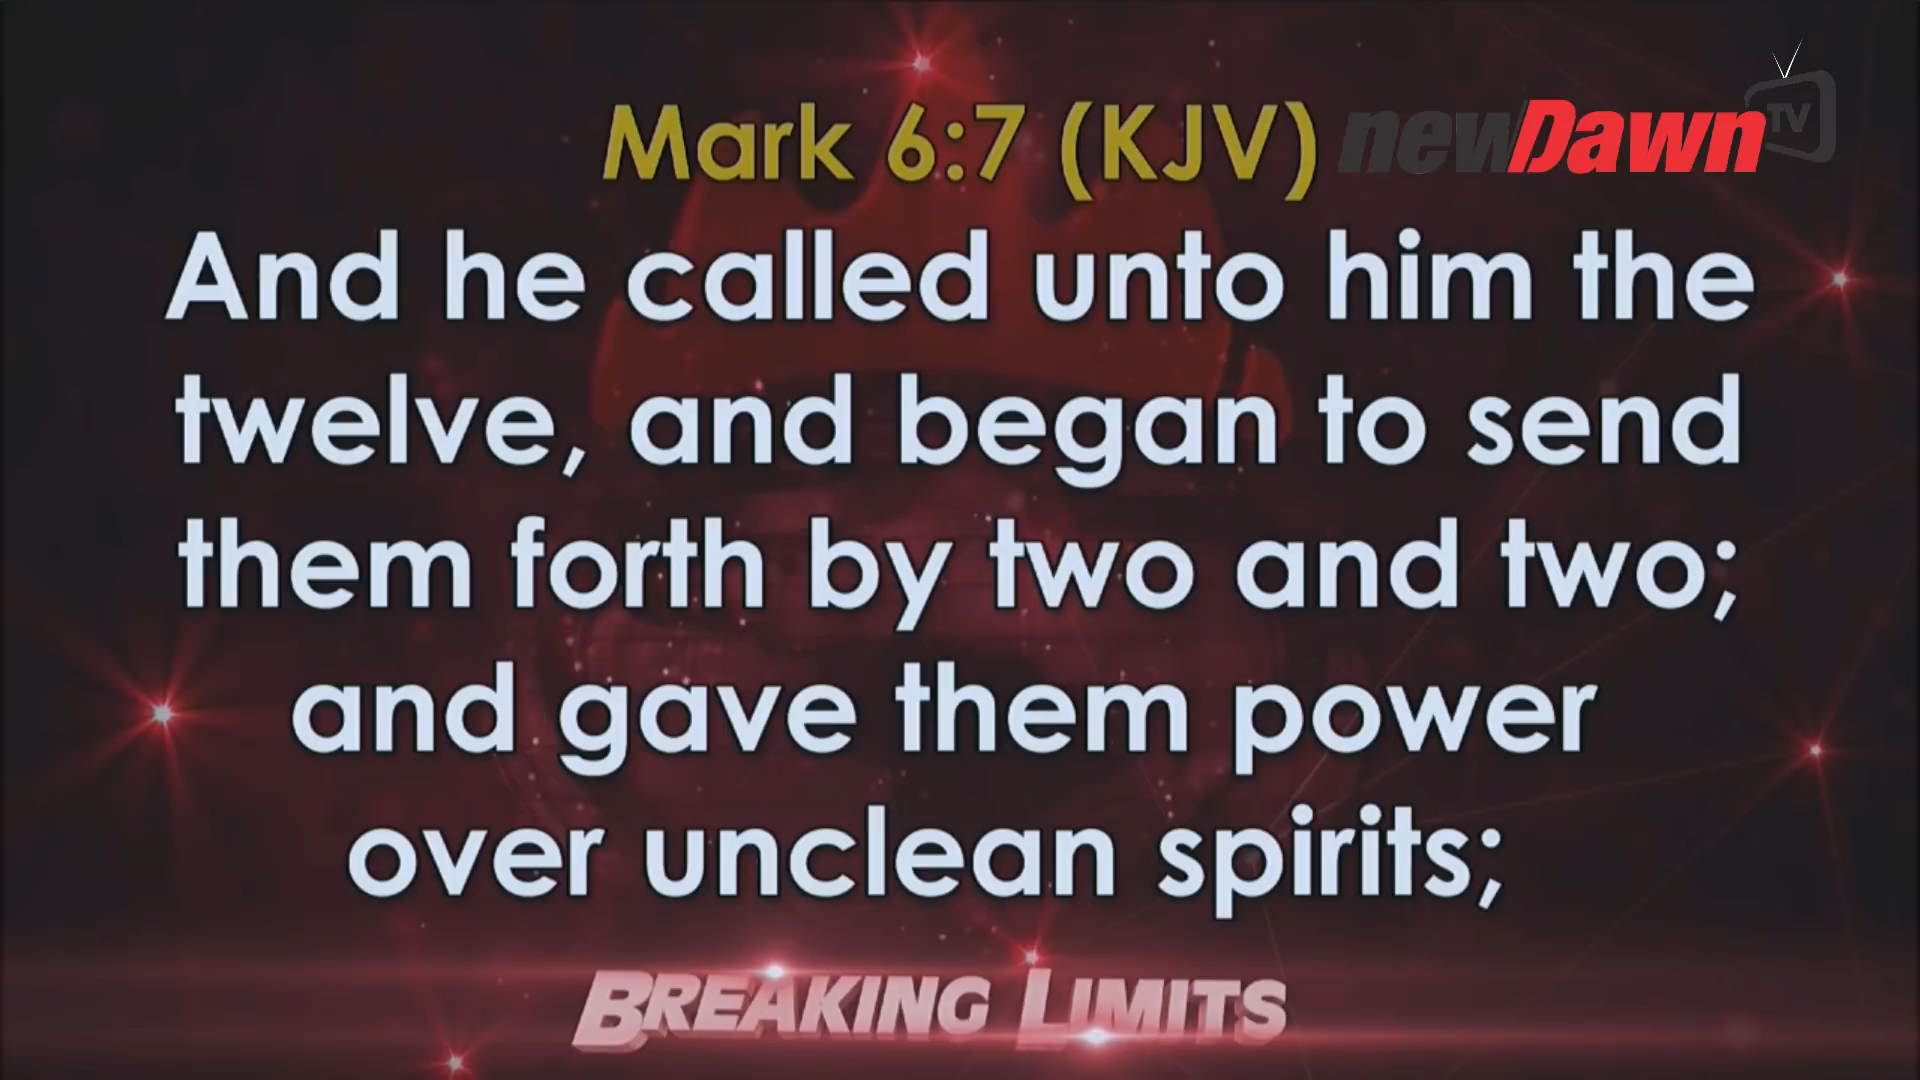 Mark 6:7 (KJV)
newDawn TV
And he called unto him the
twelve, and began to send
them forth by two and two;
and gave them power
over unclean spirits;
BREAKING LIMITS